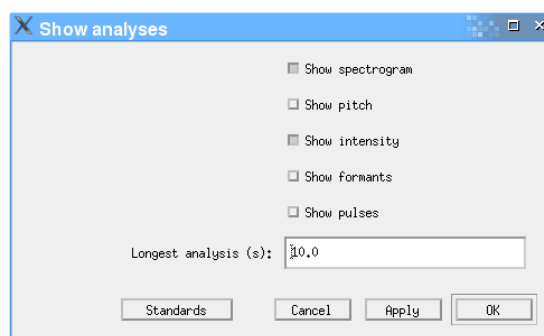 Show analyses
Show spectrogram
Show pitch
Show intensity
Show formants
Show pulses
Longest analysis (s): 10.0
Standards Cancel Apply OK